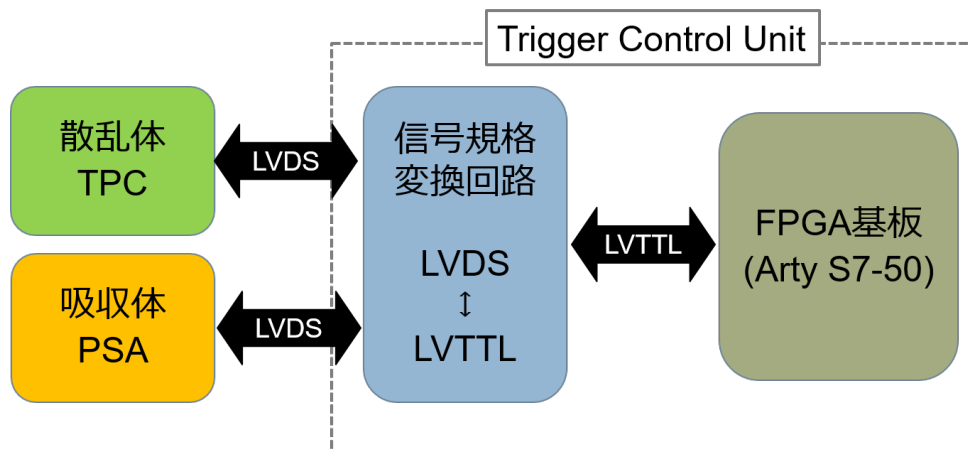 Trigger Control Unit
散乱体
TPC
LVDS
吸収体
PSA
LVDS
信号規格
変換回路
LVDS
↕
LVTTL
LVTTL
FPGA基板
(Arty S7-50)